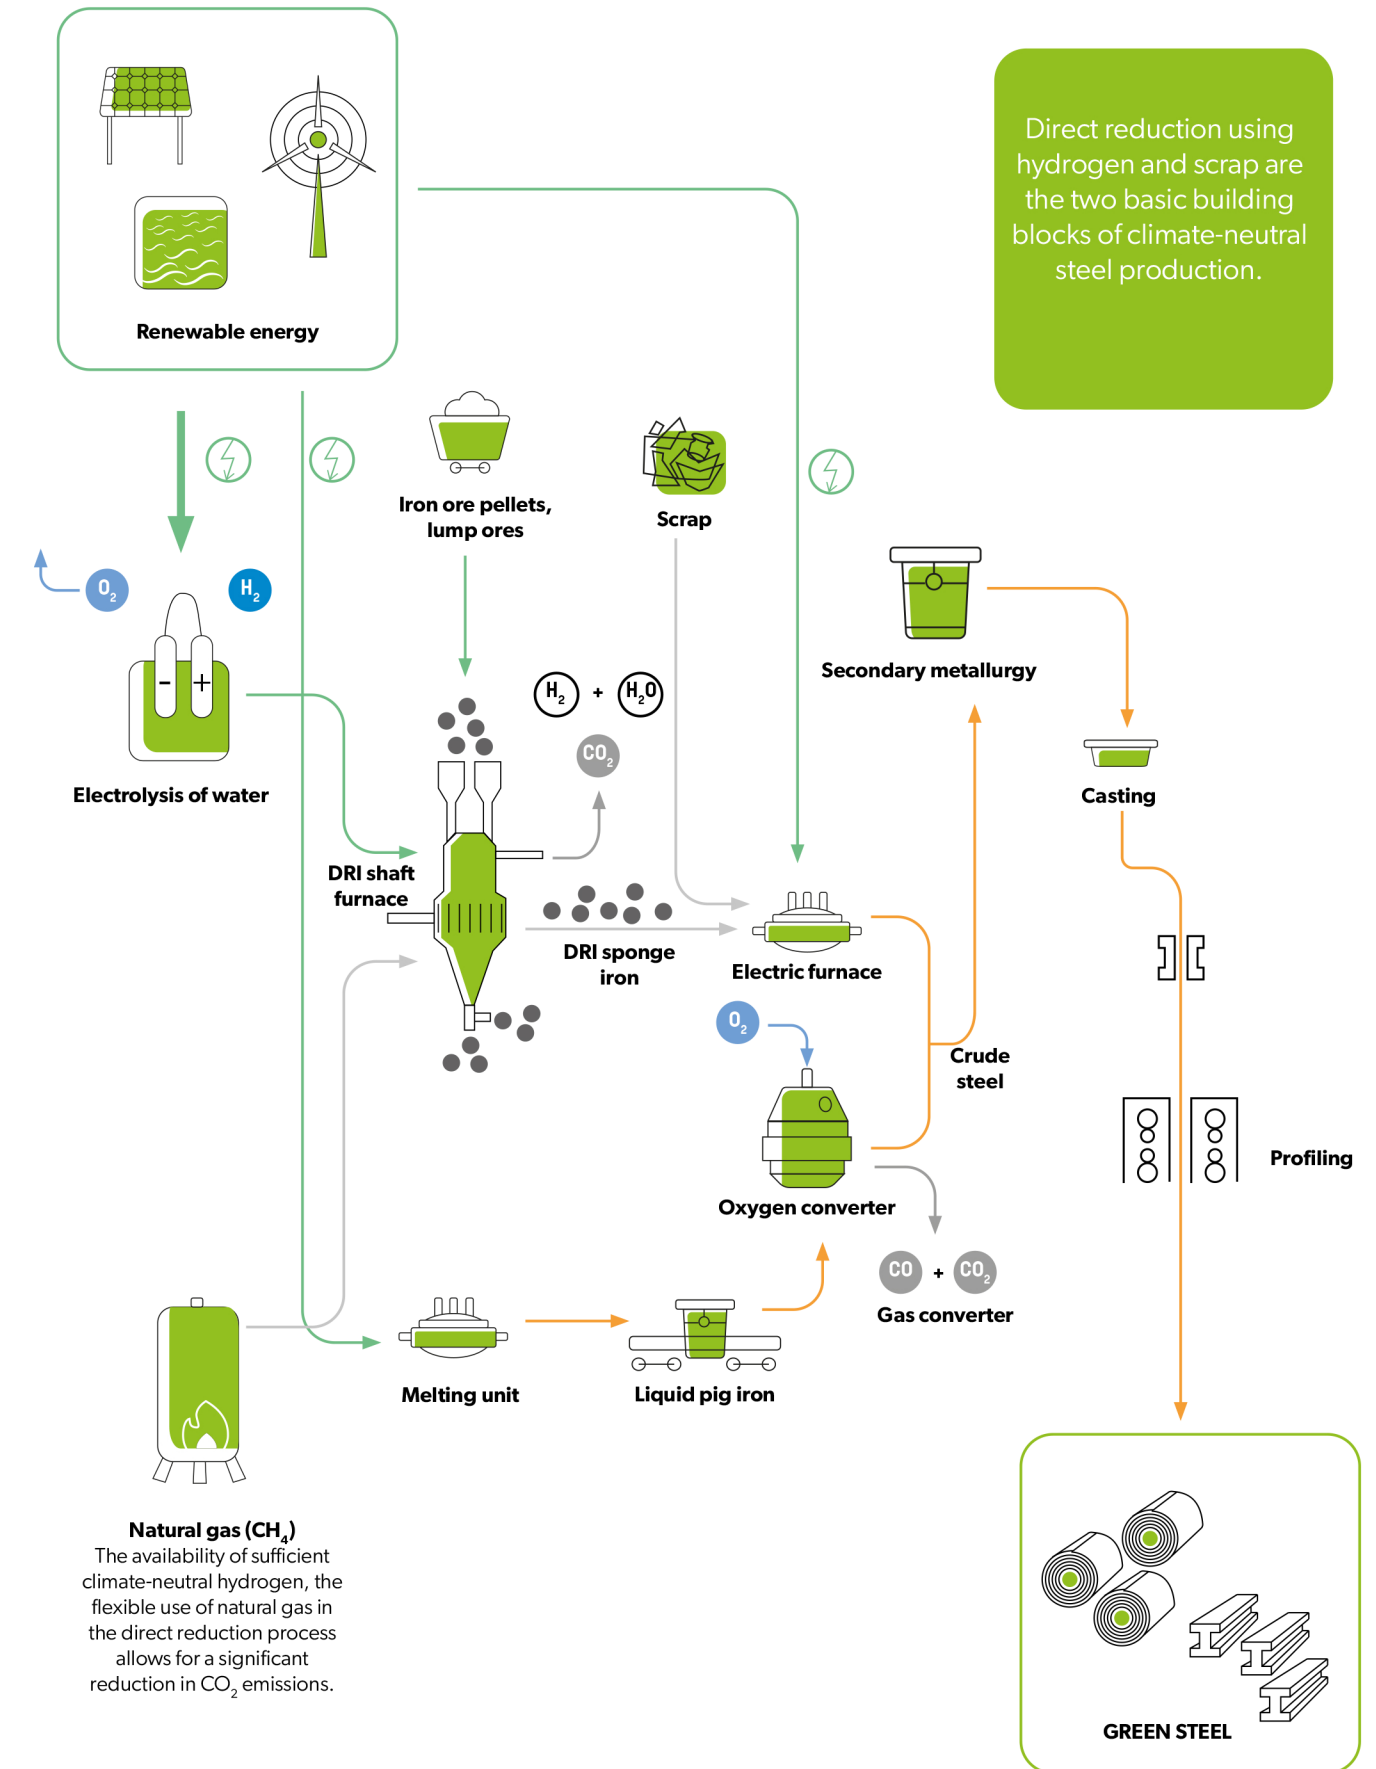 Direct reduction using
hydrogen and scrap are
the two basic building
blocks of climate-neutral
steel production.
Renewable energy
Iron ore pellets,
lump ores
Scrap
O₂
H₂
- +
Electrolysis of water
H₂ + H₂O
CO₂
Secondary metallurgy
Casting
DRI shaft
furnace
DRI sponge
iron
Electric furnace
O₂
Crude
steel
Oxygen converter
Profiling
CO + CO₂
Gas converter
Melting unit
Liquid pig iron
Natural gas (CH₄)
The availability of sufficient
climate-neutral hydrogen, the
flexible use of natural gas in
the direct reduction process
allows for a significant
reduction in CO₂ emissions.
GREEN STEEL